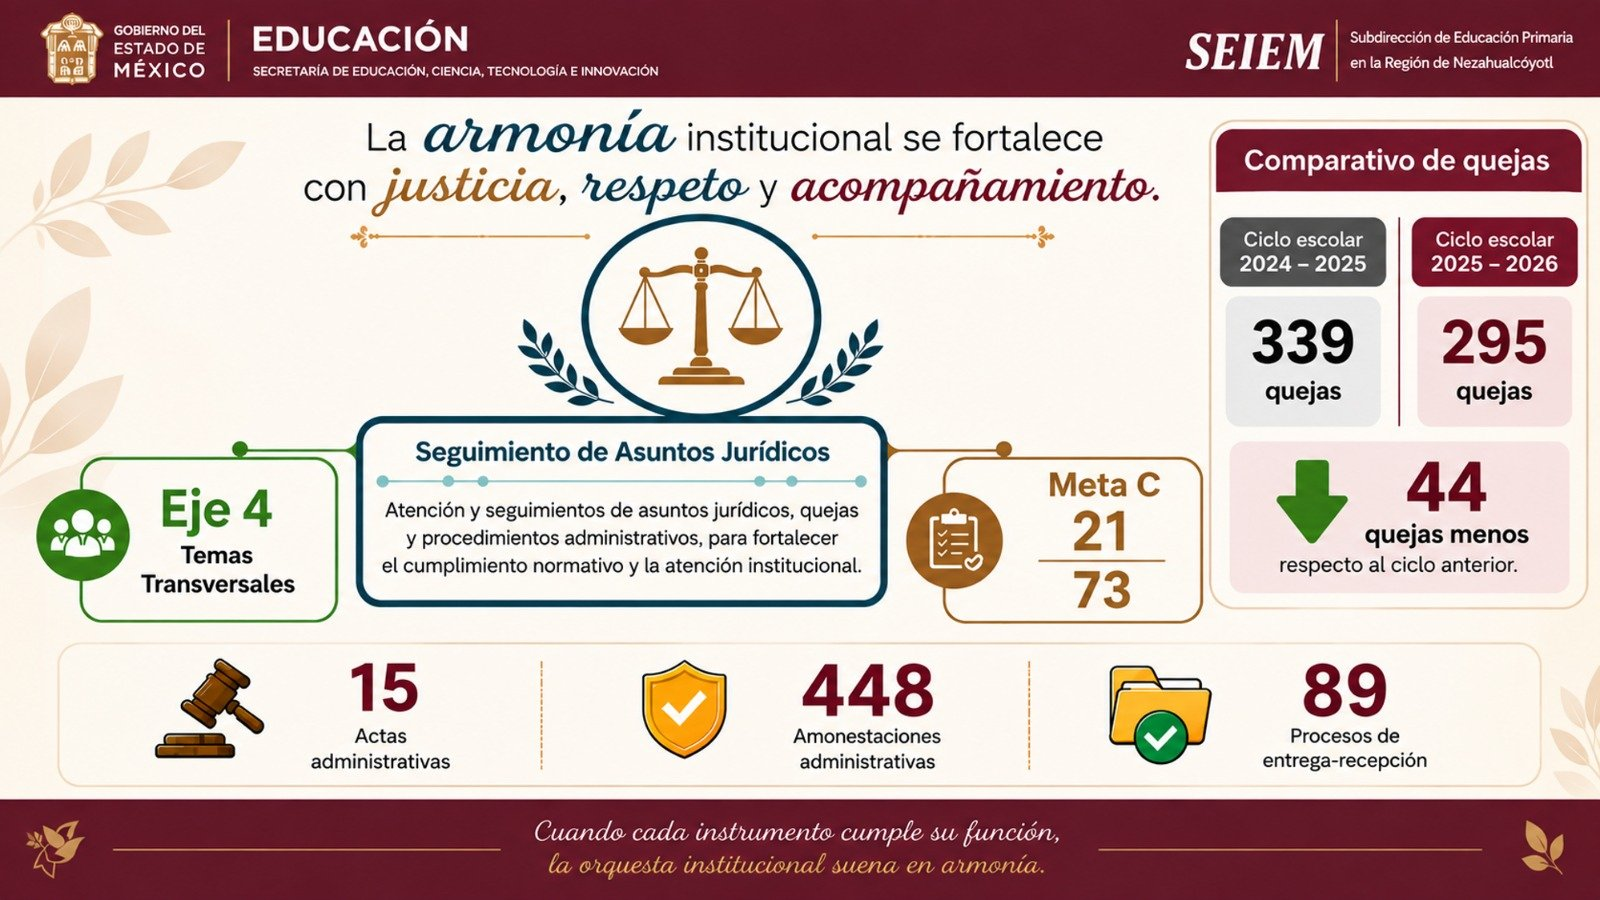 GOBIERNO DEL
ESTADO DE
MÉXICO
EDUCACIÓN
SECRETARÍA DE EDUCACIÓN, CIENCIA, TECNOLOGÍA E INNOVACIÓN
SEIEM
Subdirección de Educación Primaria
en la Región de Nezahualcóyotl
La armonía institucional se fortalece
con justicia, respeto y acompañamiento.
Comparativo de quejas
Ciclo escolar
2024 – 2025
339
quejas
Ciclo escolar
2025 – 2026
295
quejas
44
quejas menos
respecto al ciclo anterior.
Eje 4
Temas
Transversales
Seguimiento de Asuntos Jurídicos
Atención y seguimientos de asuntos jurídicos, quejas
y procedimientos administrativos, para fortalecer
el cumplimiento normativo y la atención institucional.
Meta C
21
73
15
Actas
administrativas
448
Amonestaciones
administrativas
89
Procesos de
entrega-recepción
Cuando cada instrumento cumple su función,
la orquesta institucional suena en armonía.